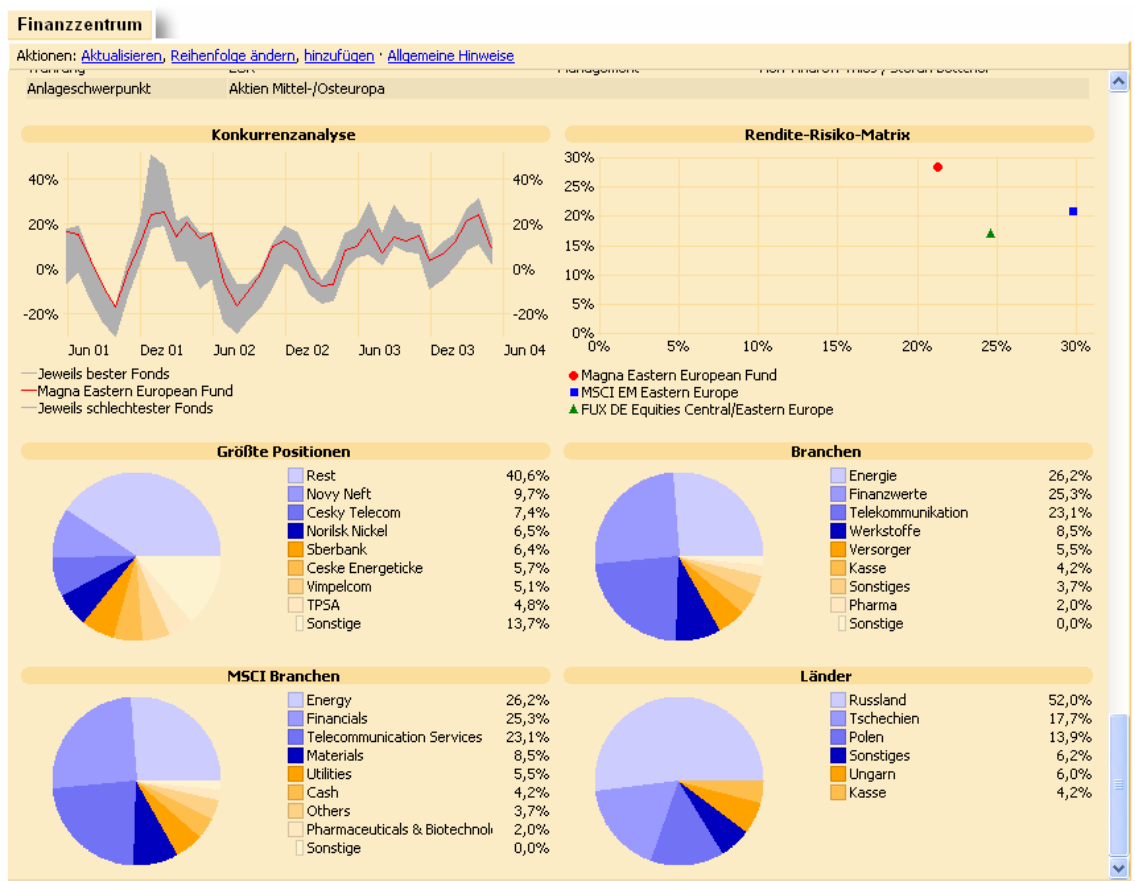 Finanzzentrum
Aktionen: Aktualisieren, Reihenfolge ändern, hinzufügen · Allgemeine Hinweise
Anlageschwerpunkt Aktien Mittel-/Osteuropa
Konkurrenzanalyse
40% 40%
20% 20%
0% 0%
-20% -20%
Jun 01 Dez 01 Jun 02 Dez 02 Jun 03 Dez 03 Jun 04
Jeweils bester Fonds
Magna Eastern European Fund
Jeweils schlechtester Fonds
Rendite-Risiko-Matrix
30%
25%
20%
15%
10%
5%
0%
0% 5% 10% 15% 20% 25% 30%
Magna Eastern European Fund
MSCI EM Eastern Europe
FUX DE Equities Central/Eastern Europe
Größte Positionen
Rest 40,6%
Novy Neft 9,7%
Cesky Telecom 7,4%
Norilsk Nickel 6,5%
Sberbank 6,4%
Ceske Energeticke 5,7%
Vimpelcom 5,1%
TPSA 4,8%
Sonstige 13,7%
Branchen
Energie 26,2%
Finanzwerte 25,3%
Telekommunikation 23,1%
Werkstoffe 8,5%
Versorger 5,5%
Kasse 4,2%
Sonstiges 3,7%
Pharma 2,0%
Sonstige 0,0%
MSCI Branchen
Energy 26,2%
Financials 25,3%
Telecommunication Services 23,1%
Materials 8,5%
Utilities 5,5%
Cash 4,2%
Others 3,7%
Pharmaceuticals & Biotechnol 2,0%
Sonstige 0,0%
Länder
Russland 52,0%
Tschechien 17,7%
Polen 13,9%
Sonstiges 6,2%
Ungarn 6,0%
Kasse 4,2%